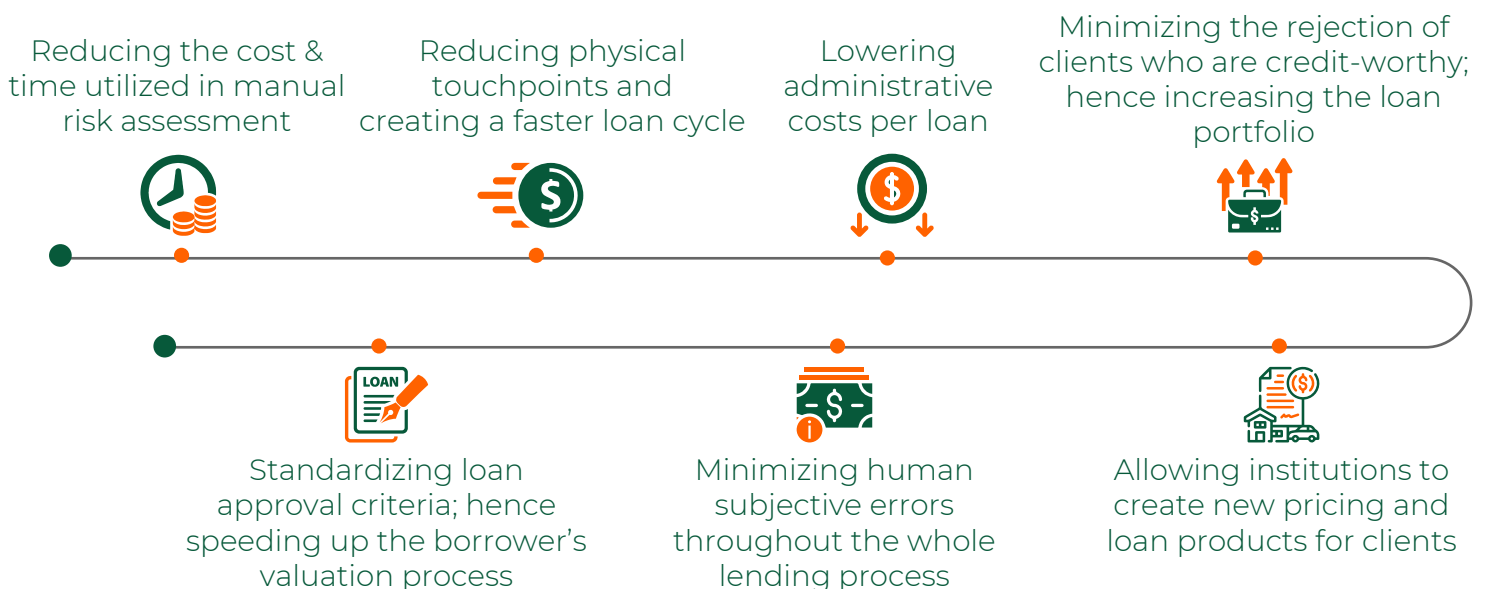 Reducing the cost &
time utilized in manual
risk assessment
Reducing physical
touchpoints and
creating a faster loan cycle
Lowering
administrative
costs per loan
Minimizing the rejection of
clients who are credit-worthy;
hence increasing the loan
portfolio
$
$
$
LOAN
$
i
$
Standardizing loan
approval criteria; hence
speeding up the borrower’s
valuation process
Minimizing human
subjective errors
throughout the whole
lending process
Allowing institutions to
create new pricing and
loan products for clients